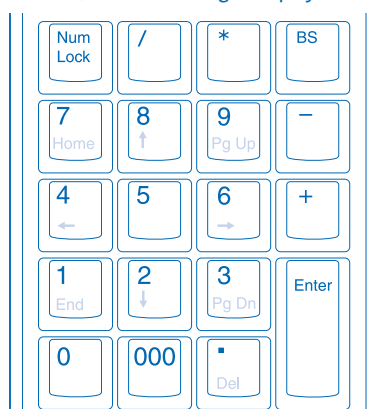 Num
Lock
/
*
BS
7
Home
8
↑
9
Pg Up
−
4
←
5
6
→
+
1
End
2
↓
3
Pg Dn
Enter
0
000
.
Del